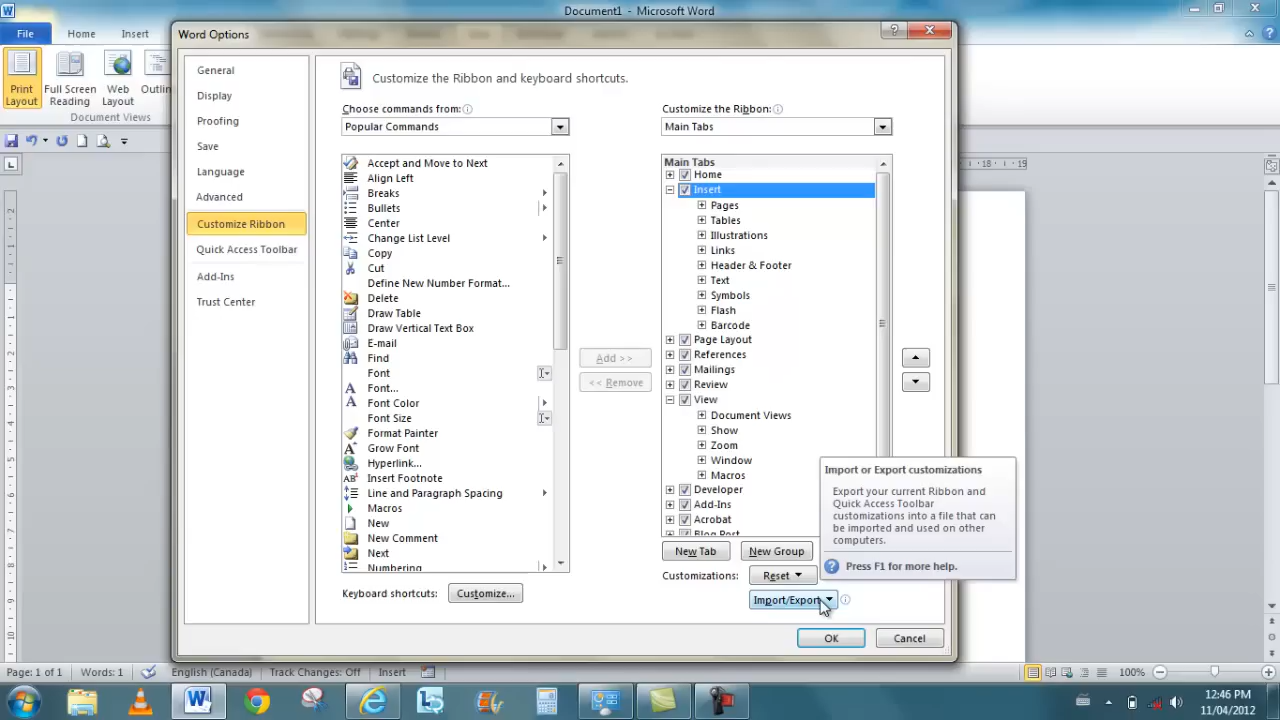 Document1 - Microsoft Word
File
Home
Insert
Print
Layout
Full Screen
Reading
Web
Layout
Outlin
Document Views
Word Options
General
Display
Proofing
Save
Language
Advanced
Customize Ribbon
Quick Access Toolbar
Add-Ins
Trust Center
Customize the Ribbon and keyboard shortcuts.
Choose commands from:
Popular Commands
Accept and Move to Next
Align Left
Breaks
Bullets
Center
Change List Level
Copy
Cut
Define New Number Format...
Delete
Draw Table
Draw Vertical Text Box
E-mail
Find
Font
Font...
Font Color
Font Size
Format Painter
Grow Font
Hyperlink...
Insert Footnote
Line and Paragraph Spacing
Macros
New
New Comment
Next
Numbering
Keyboard shortcuts:
Customize...
Add >>
<< Remove
Customize the Ribbon:
Main Tabs
Main Tabs
Home
Insert
Pages
Tables
Illustrations
Links
Header & Footer
Text
Symbols
Flash
Barcode
Page Layout
References
Mailings
Review
View
Document Views
Show
Zoom
Window
Macros
Developer
Add-Ins
Acrobat
Blog Post
New Tab
New Group
Customizations:
Reset
Import/Export
Import or Export customizations
Export your current Ribbon and
Quick Access Toolbar
customizations into a file that can
be imported and used on other
computers.
Press F1 for more help.
OK
Cancel
18 19
Page: 1 of 1
Words: 1
English (Canada)
Track Changes: Off
Insert
100%
12:46 PM
11/04/2012